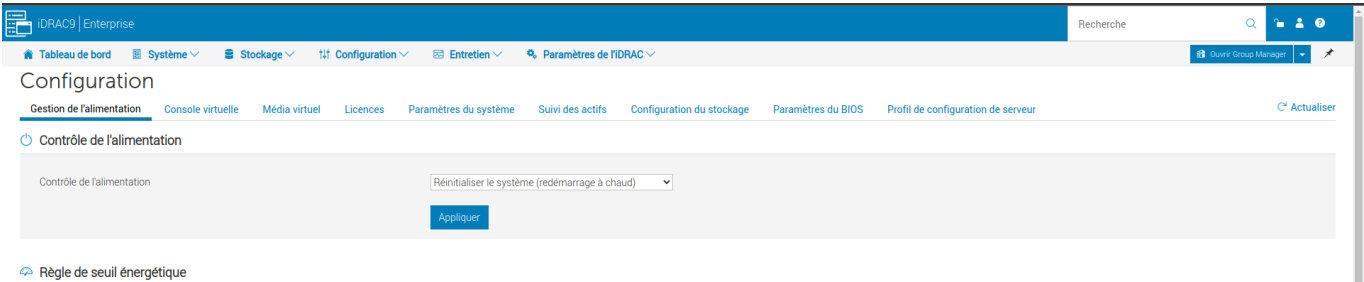 iDRAC9 | Enterprise
Recherche
Tableau de bord Système Stockage Configuration Entretien Paramètres de l'iDRAC Ouvrir Group Manager
Configuration
Gestion de l'alimentation Console virtuelle Média virtuel Licences Paramètres du système Suivi des actifs Configuration du stockage Paramètres du BIOS Profil de configuration de serveur Actualiser
Contrôle de l'alimentation
Contrôle de l'alimentation Réinitialiser le système (redémarrage à chaud)
Appliquer
Règle de seuil énergétique